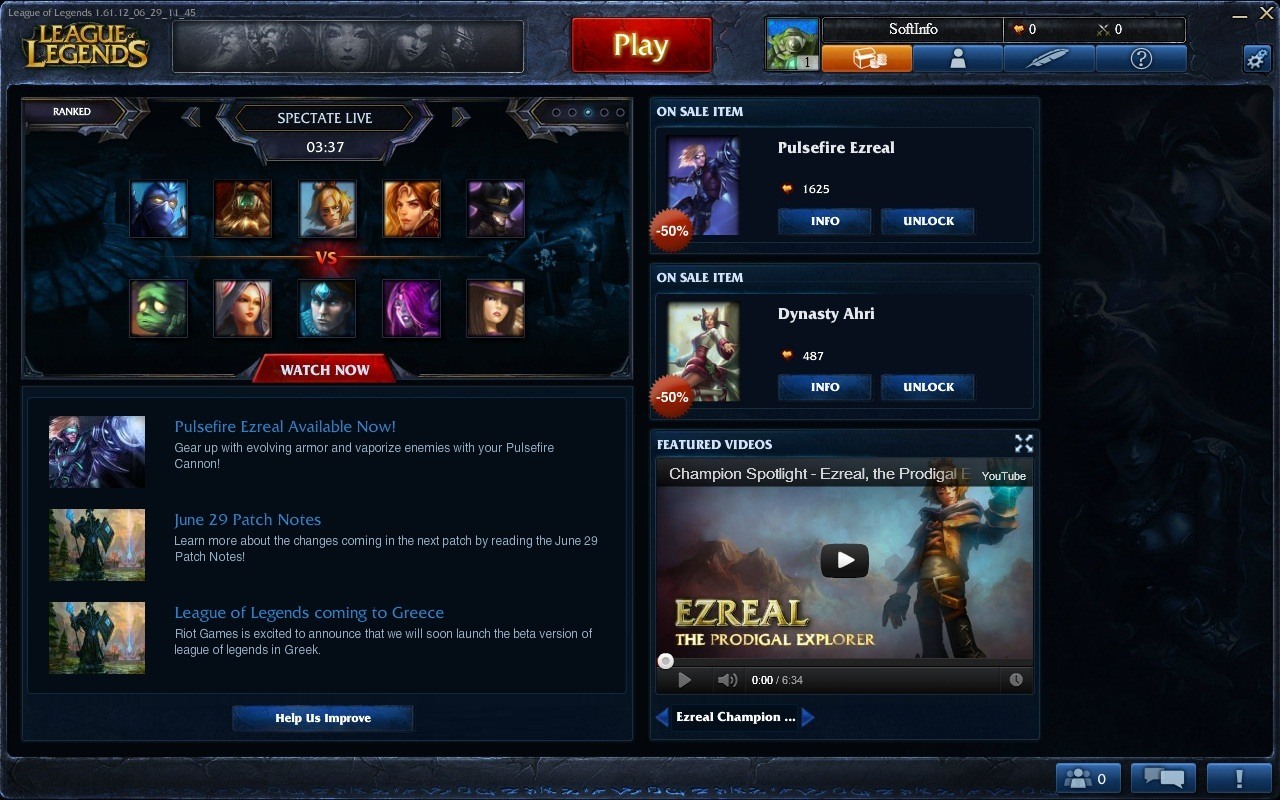 League of Legends 1.61.12_06_29_11_45
LEAGUE of
LEGENDS
Play
1
SoftInfo
0
0
RANKED
SPECTATE LIVE
03:37
VS
WATCH NOW
Pulsefire Ezreal Available Now!
Gear up with evolving armor and vaporize enemies with your Pulsefire
Cannon!
June 29 Patch Notes
Learn more about the changes coming in the next patch by reading the June 29
Patch Notes!
League of Legends coming to Greece
Riot Games is excited to announce that we will soon launch the beta version of
league of legends in Greek.
Help Us Improve
ON SALE ITEM
Pulsefire Ezreal
1625
-50%
INFO
UNLOCK
ON SALE ITEM
Dynasty Ahri
487
-50%
INFO
UNLOCK
FEATURED VIDEOS
Champion Spotlight - Ezreal, the Prodigal E
YouTube
EZREAL
THE PRODIGAL EXPLORER
0:00 / 6:34
Ezreal Champion ...
0